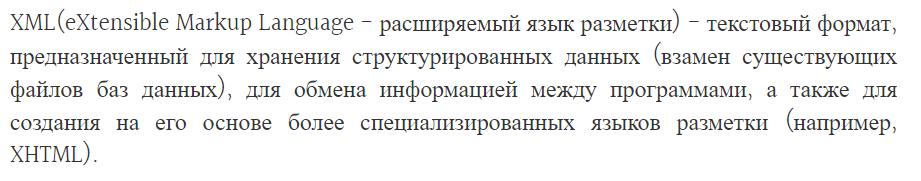 XML(eXtensible Markup Language – расширяемый язык разметки) – текстовый формат,
предназначенный для хранения структурированных данных (взамен существующих
файлов баз данных), для обмена информацией между программами, а также для
создания на его основе более специализированных языков разметки (например,
XHTML).